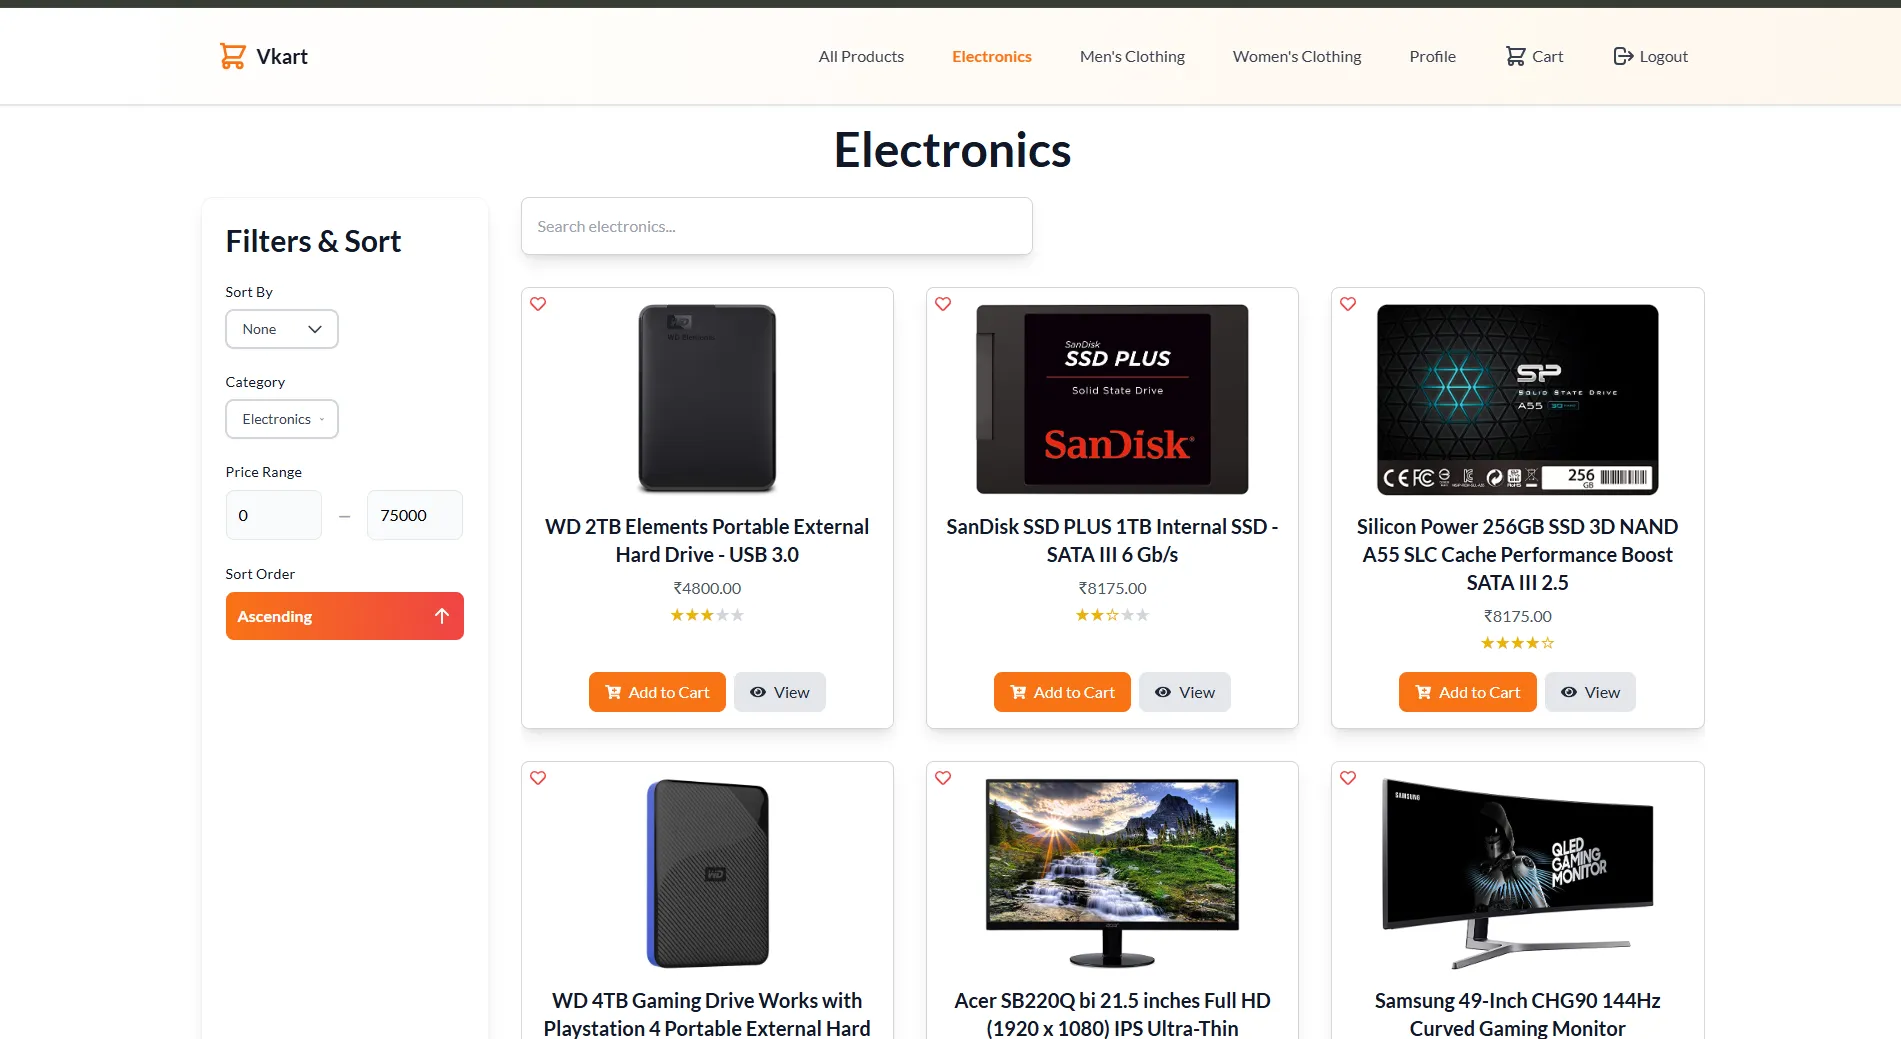 Vkart
All Products
Electronics
Men's Clothing
Women's Clothing
Profile
Cart
Logout
Electronics
Filters & Sort
Sort By
None
Category
Electronics
Price Range
0
—
75000
Sort Order
Ascending
Search electronics...
WD
WD Elements
WD 2TB Elements Portable External
Hard Drive - USB 3.0
₹4800.00
Add to Cart
View
SanDisk
SSD PLUS
Solid State Drive
SanDisk
SanDisk SSD PLUS 1TB Internal SSD -
SATA III 6 Gb/s
₹8175.00
Add to Cart
View
SP
SOLID STATE DRIVE
A55
256
GB
Silicon Power 256GB SSD 3D NAND
A55 SLC Cache Performance Boost
SATA III 2.5
₹8175.00
Add to Cart
View
WD
WD 4TB Gaming Drive Works with
Playstation 4 Portable External Hard
acer
Acer SB220Q bi 21.5 inches Full HD
(1920 x 1080) IPS Ultra-Thin
SAMSUNG
QLED
GAMING
MONITOR
Samsung 49-Inch CHG90 144Hz
Curved Gaming Monitor